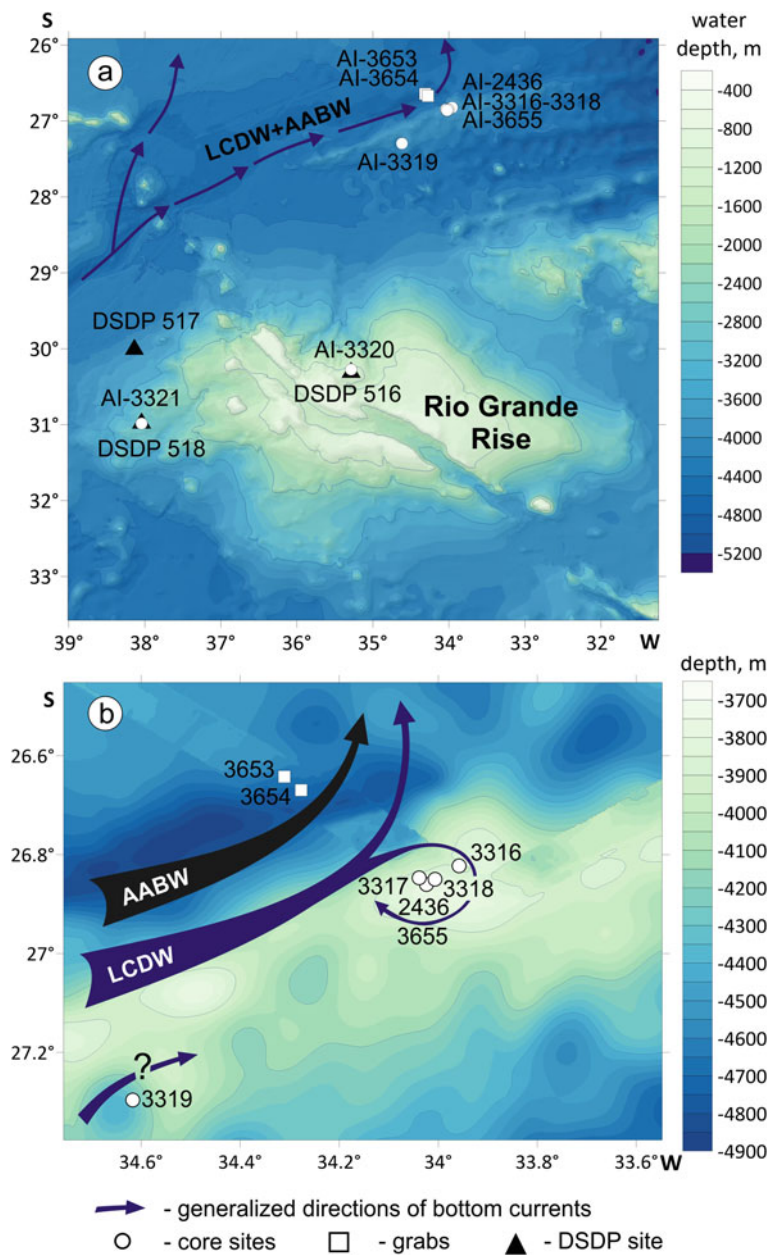 S
water
depth, m
26°
27°
28°
29°
30°
31°
32°
33°
a
AI-3653
AI-3654
AI-2436
AI-3316-3318
AI-3655
LCDW+AABW
AI-3319
DSDP 517
AI-3320
AI-3321
DSDP 516
DSDP 518
Rio Grande
Rise
-400
-800
-1200
-1600
-2000
-2400
-2800
-3200
-3600
-4000
-4400
-4800
-5200
39° 38° 37° 36° 35° 34° 33° 32° W
S
depth, m
b
26.6°
26.8°
27°
27.2°
3653
3654
AABW
3316
3317
3318
2436
3655
LCDW
?
3319
-3700
-3800
-3900
-4000
-4100
-4200
-4300
-4400
-4500
-4600
-4700
-4800
-4900
34.6° 34.4° 34.2° 34° 33.8° 33.6° W
- generalized directions of bottom currents
- core sites - grabs - DSDP site